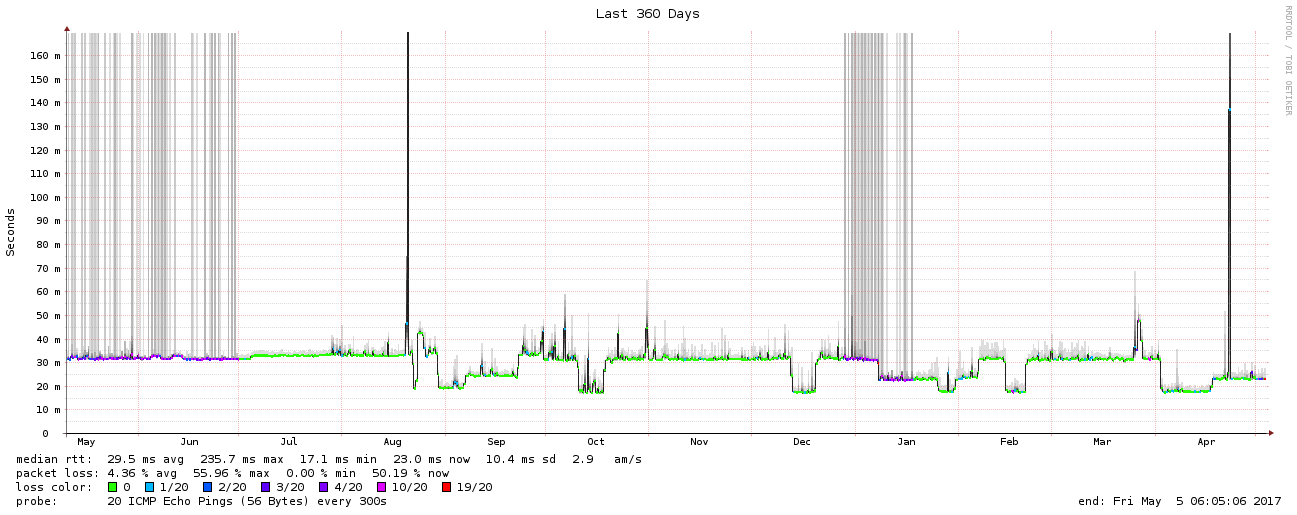 Last 360 Days
RRDTOOL / TOBI OETIKER
Seconds
160 m
150 m
140 m
130 m
120 m
110 m
100 m
90 m
80 m
70 m
60 m
50 m
40 m
30 m
20 m
10 m
0
May Jun Jul Aug Sep Oct Nov Dec Jan Feb Mar Apr
median rtt: 29.5 ms avg 235.7 ms max 17.1 ms min 23.0 ms now 10.4 ms sd 2.9 am/s
packet loss: 4.36 % avg 55.96 % max 0.00 % min 50.19 % now
loss color: 0 1/20 2/20 3/20 4/20 10/20 19/20
probe: 20 ICMP Echo Pings (56 Bytes) every 300s end: Fri May 5 06:05:06 2017